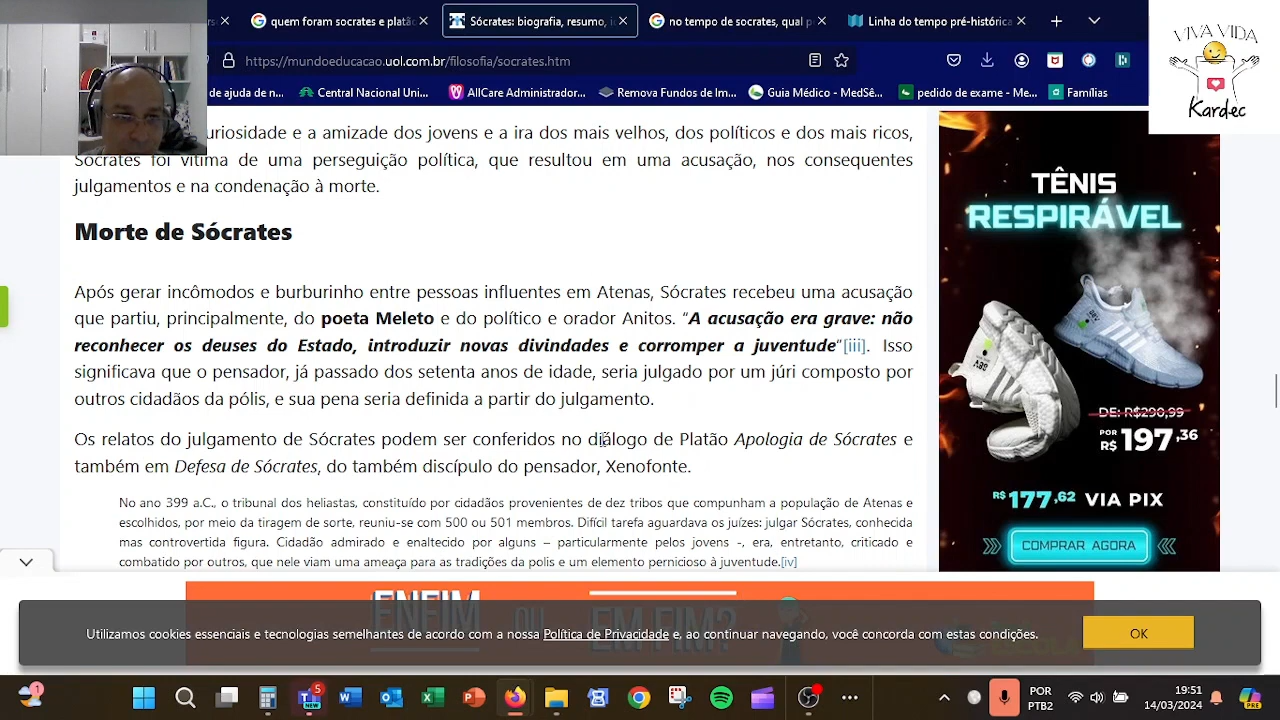 quem foram socrates e platão
Sócrates: biografia, resumo, i
no tempo de socrates, qual p
Linha do tempo pré-histórica
https://mundoeducacao.uol.com.br/filosofia/socrates.htm
de ajuda de n...
Central Nacional Uni...
AllCare Administrador...
Remova Fundos de Im...
Guia Médico - MedSê...
pedido de exame - Me...
Famílias
VIVA VIDA
Kardec
uriosidade e a amizade dos jovens e a ira dos mais velhos, dos políticos e dos mais ricos,
Sócrates foi vítima de uma perseguição política, que resultou em uma acusação, nos consequentes
julgamentos e na condenação à morte.
Morte de Sócrates
Após gerar incômodos e burburinho entre pessoas influentes em Atenas, Sócrates recebeu uma acusação
que partiu, principalmente, do poeta Meleto e do político e orador Anitos. “A acusação era grave: não
reconhecer os deuses do Estado, introduzir novas divindades e corromper a juventude”[iii]. Isso
significava que o pensador, já passado dos setenta anos de idade, seria julgado por um júri composto por
outros cidadãos da pólis, e sua pena seria definida a partir do julgamento.
Os relatos do julgamento de Sócrates podem ser conferidos no diálogo de Platão Apologia de Sócrates e
também em Defesa de Sócrates, do também discípulo do pensador, Xenofonte.
No ano 399 a.C., o tribunal dos heliastas, constituído por cidadãos provenientes de dez tribos que compunham a população de Atenas e
escolhidos, por meio da tiragem de sorte, reuniu-se com 500 ou 501 membros. Difícil tarefa aguardava os juízes: julgar Sócrates, conhecida
mas controvertida figura. Cidadão admirado e enaltecido por alguns – particularmente pelos jovens -, era, entretanto, criticado e
combatido por outros, que nele viam uma ameaça para as tradições da polis e um elemento pernicioso à juventude.[iv]
TÊNIS
RESPIRÁVEL
DE: R$290,99
POR R$ 197,36
R$ 177,62 VIA PIX
COMPRAR AGORA
ENFIM OU EM FIM?
Utilizamos cookies essenciais e tecnologias semelhantes de acordo com a nossa Política de Privacidade e, ao continuar navegando, você concorda com estas condições.
OK
1
5
NEW
POR
PTB2
19:51
14/03/2024
PRE